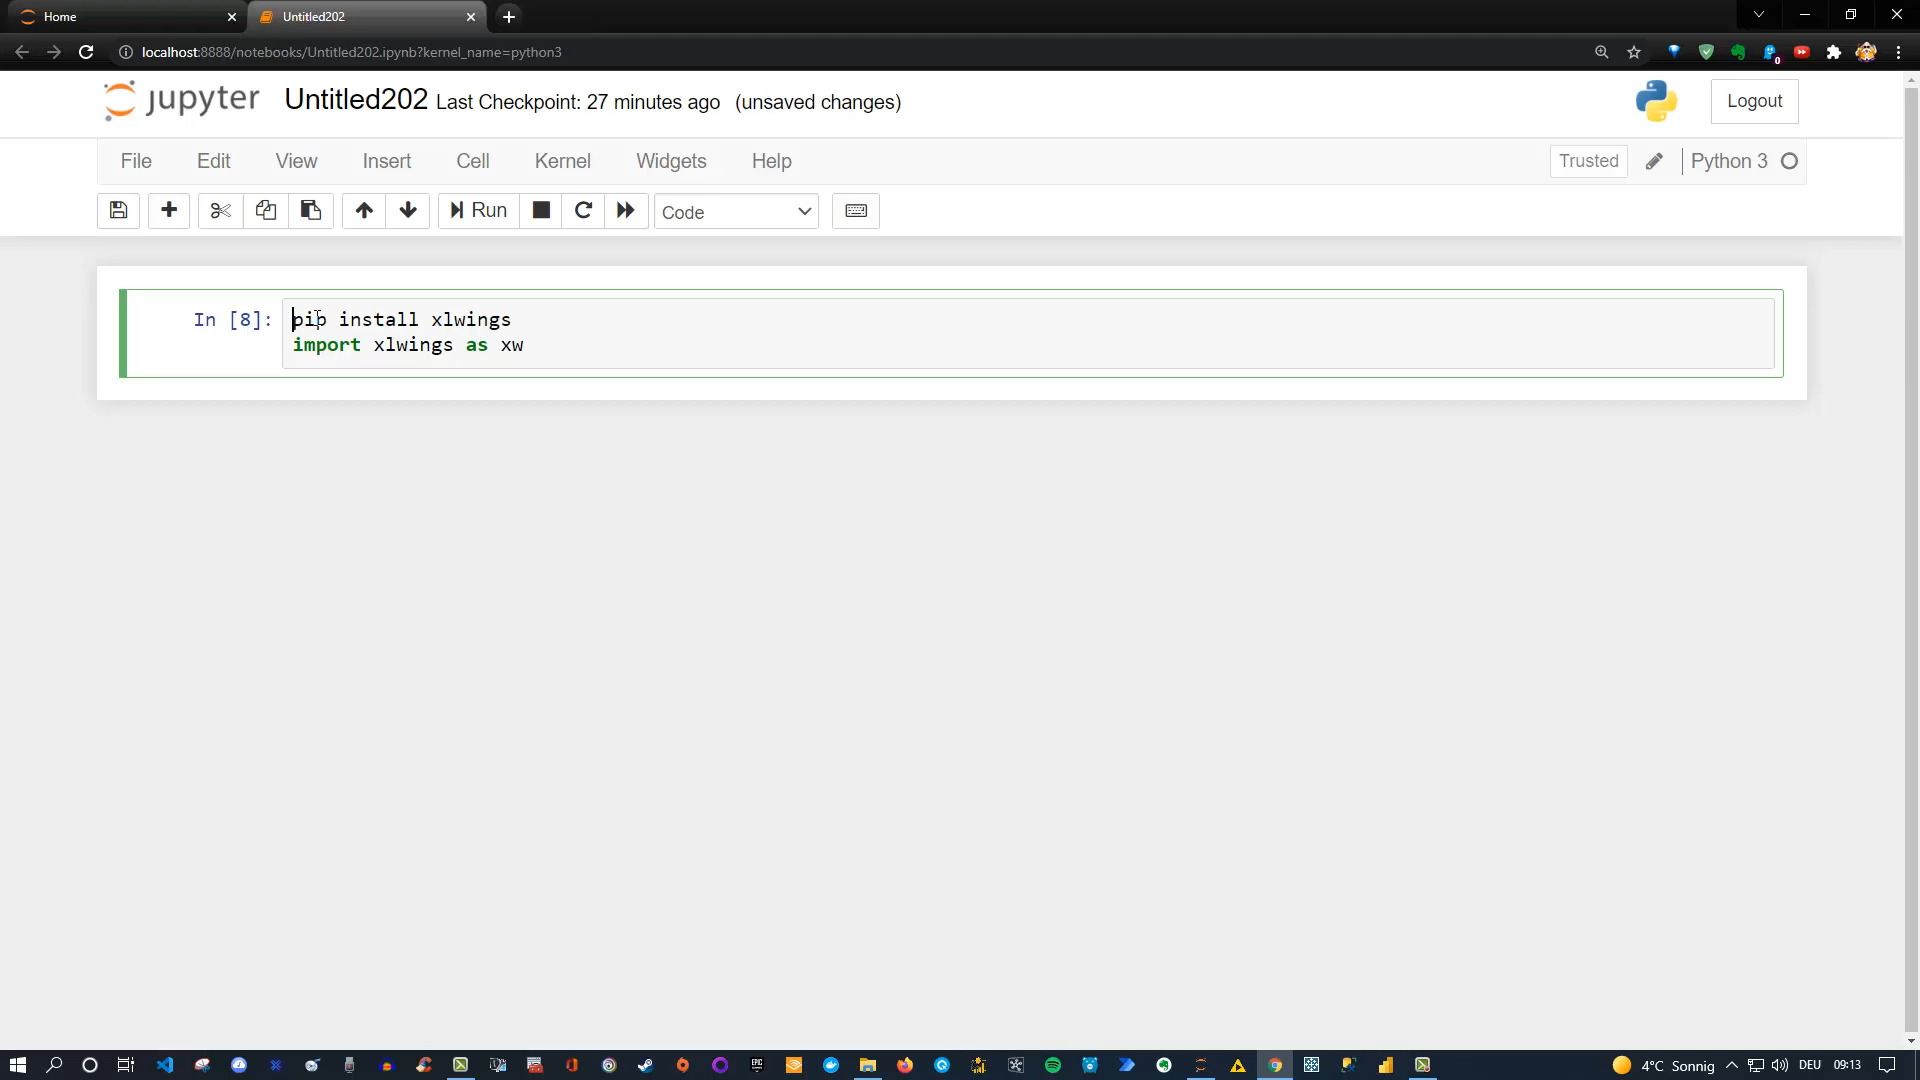 Home
Untitled202
localhost:8888/notebooks/Untitled202.ipynb?kernel_name=python3
0
jupyter Untitled202 Last Checkpoint: 27 minutes ago (unsaved changes)
Logout
File Edit View Insert Cell Kernel Widgets Help
Trusted
Python 3
Run
Code
In [8]:
pip install xlwings
import xlwings as xw
EPIC
4°C Sonnig
DEU
09:13